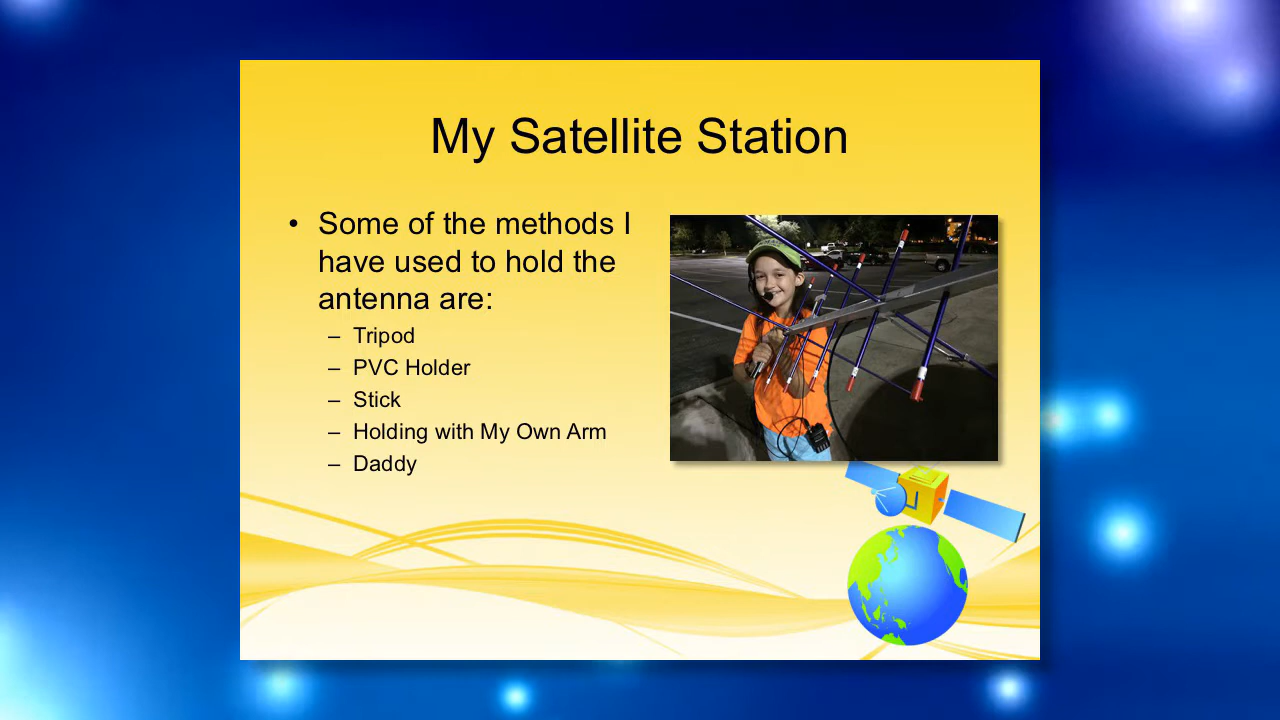 My Satellite Station
• Some of the methods I
have used to hold the
antenna are:
– Tripod
– PVC Holder
– Stick
– Holding with My Own Arm
– Daddy